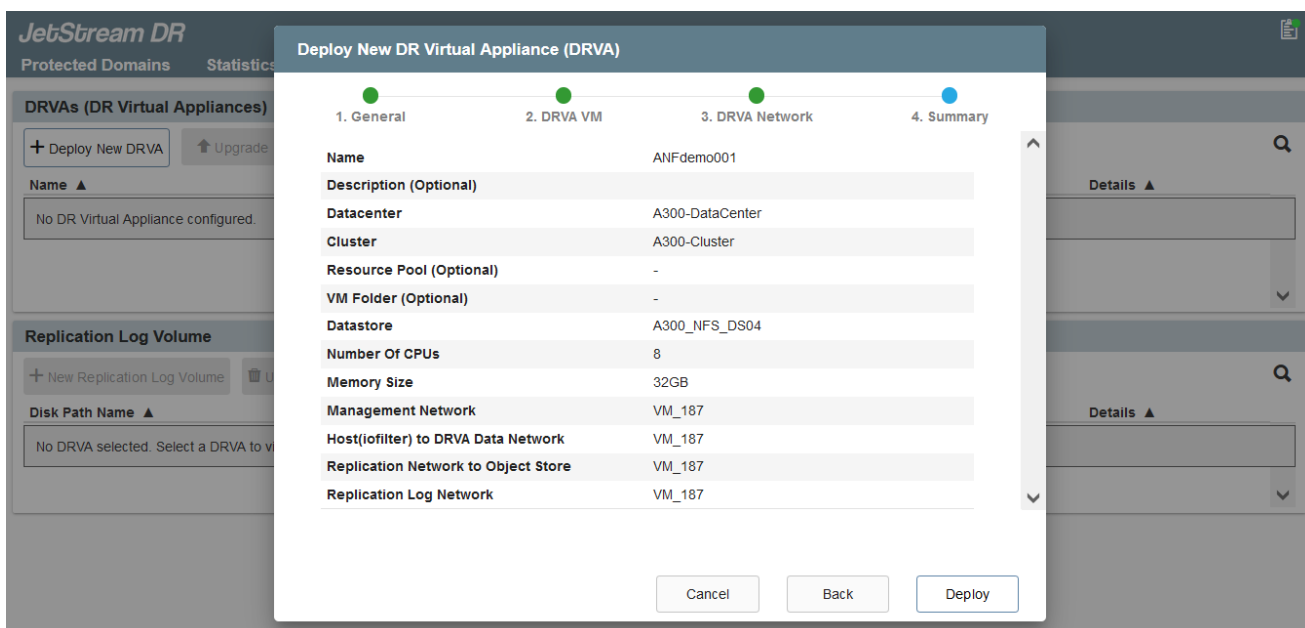 JetStream DR
Protected Domains Statistics
Deploy New DR Virtual Appliance (DRVA)
1. General 2. DRVA VM 3. DRVA Network 4. Summary
DRVAs (DR Virtual Appliances)
+ Deploy New DRVA Upgrade
Name ▲ Details ▲
No DR Virtual Appliance configured.
Name ANFdemo001
Description (Optional)
Datacenter A300-DataCenter
Cluster A300-Cluster
Resource Pool (Optional) -
VM Folder (Optional) -
Datastore A300_NFS_DS04
Number Of CPUs 8
Memory Size 32GB
Management Network VM_187
Host(iofilter) to DRVA Data Network VM_187
Replication Network to Object Store VM_187
Replication Log Network VM_187
Replication Log Volume
+ New Replication Log Volume U
Disk Path Name ▲ Details ▲
No DRVA selected. Select a DRVA to vi
Cancel Back Deploy